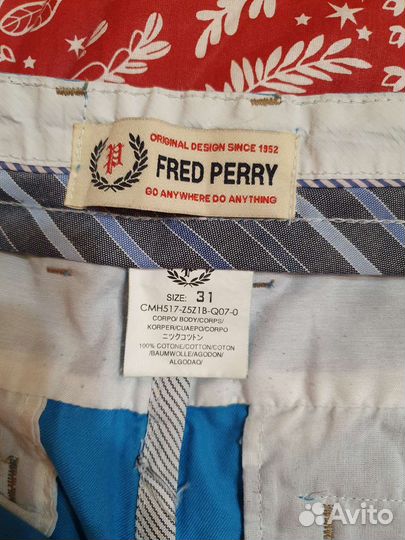 ORIGINAL DESIGN SINCE 1952
P
FRED PERRY
GO ANYWHERE DO ANYTHING
SIZE: 31
CMHS17-Z5Z1B-Q07-0
CORPO/ BODY/CORPS/
KORPER/CUAEPO/CORPO
ニックコツトン
100% COTONE/COTTON/COTON
/BAUMWOLLE/AGODON/
ALGODAO/
Avito